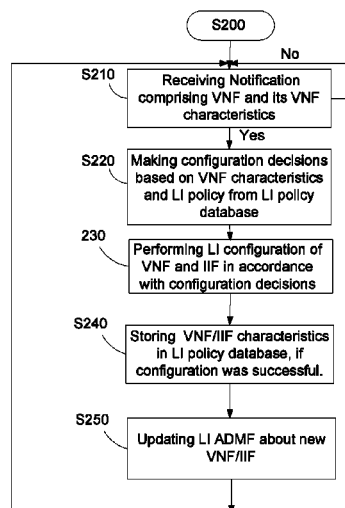 S200
No
S210
Receiving Notification
comprising VNF and its VNF
characteristics
Yes
S220
Making configuration decisions
based on VNF characteristics
and LI policy from LI policy
database
230
Performing LI configuration of
VNF and IIF in accordance
with configuration decisions
S240
Storing VNF/IIF characteristics
in LI policy database, if
configuration was successful.
S250
Updating LI ADMF about new
VNF/IIF